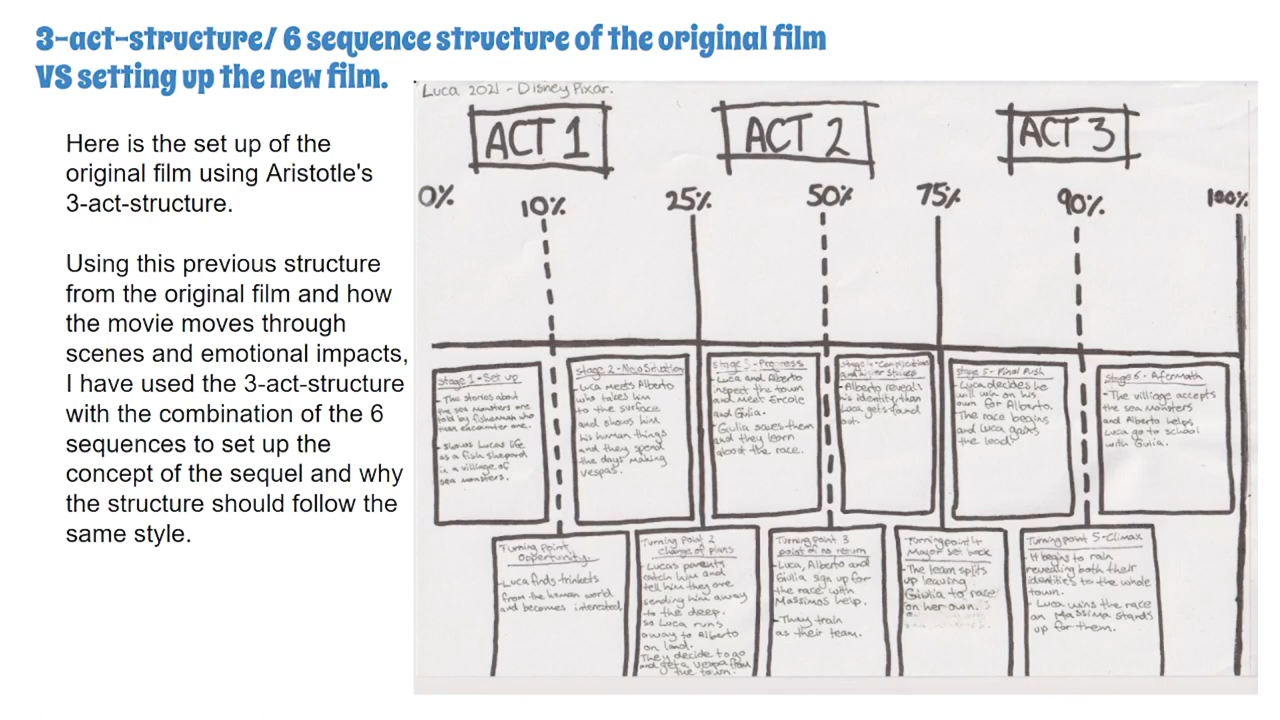 3-act-structure/ 6 sequence structure of the original film
VS setting up the new film.
Here is the set up of the
original film using Aristotle's
3-act-structure.
Using this previous structure
from the original film and how
the movie moves through
scenes and emotional impacts,
I have used the 3-act-structure
with the combination of the 6
sequences to set up the
concept of the sequel and why
the structure should follow the
same style.
Luca 2021 - Disney Pixar.
ACT 1
ACT 2
ACT 3
0%
10%
25%
50%
75%
90%
100%
Stage 1 - Set up
- The stories about
the sea monsters are
told by fisherman who
encounter one.
- Shows Lucas life
as a fish shepard
in a village of
sea monsters.
Stage 2 - New Situation
- Luca meets Alberto
who takes him
to the surface
and shows him
his human things
and they spend
the days making
vespas.
Stage 3 - Progress
- Luca and Alberto
inspect the town
and meet Ercole
and Giulia.
- Giulia saves them
and they learn
about the race.
Stage 4 - Complications
and higher stakes
- Alberto reveals
his identity than
Luca gets found
out.
Stage 5 - Final Push
- Luca decides he
will win on his
own for Alberto.
- The race begins
and Luca gains
the lead
Stage 6 - Aftermath
- The village accepts
the sea monsters
and Alberto helps
Luca go to school
with Giulia.
Turning Point
Opportunity.
- Luca finds trinkets
from the human world
and becomes interested
Turning Point 2
change of plans
- Luca's parents
catch him and
tell him they are
sending him away
to the deep.
so Luca runs
away to Alberto
on land.
They decide to go
and get a vespa from
the town.
Turning point 3
point of no return
- Luca, Alberto and
Giulia sign up for
the race with
Massimos help.
- They train
as their team.
Turning point 4
Major set back
- The team splits
up leaving
Giulia to race
on her own.
Turning point 5 - Climax
- It begins to rain
revealing both their
identities to the whole
town.
- Luca wins the race
an Massima stands
up for them.